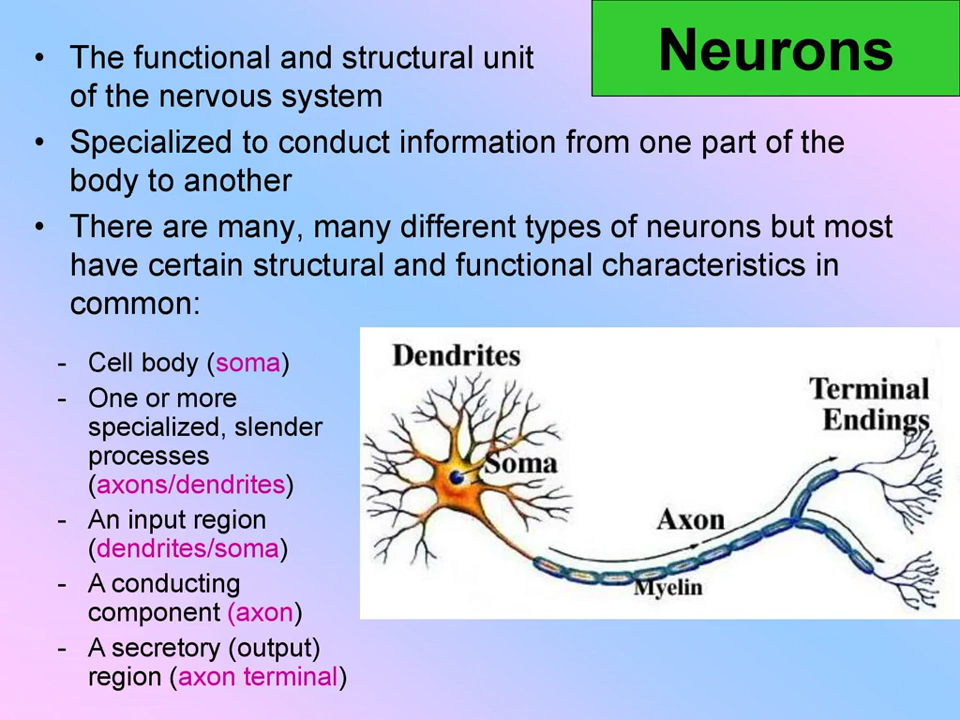 Neurons
• The functional and structural unit
of the nervous system
• Specialized to conduct information from one part of the
body to another
• There are many, many different types of neurons but most
have certain structural and functional characteristics in
common:
- Cell body (soma)
- One or more
specialized, slender
processes
(axons/dendrites)
- An input region
(dendrites/soma)
- A conducting
component (axon)
- A secretory (output)
region (axon terminal)
Dendrites
Terminal
Endings
Soma
Axon
Myelin